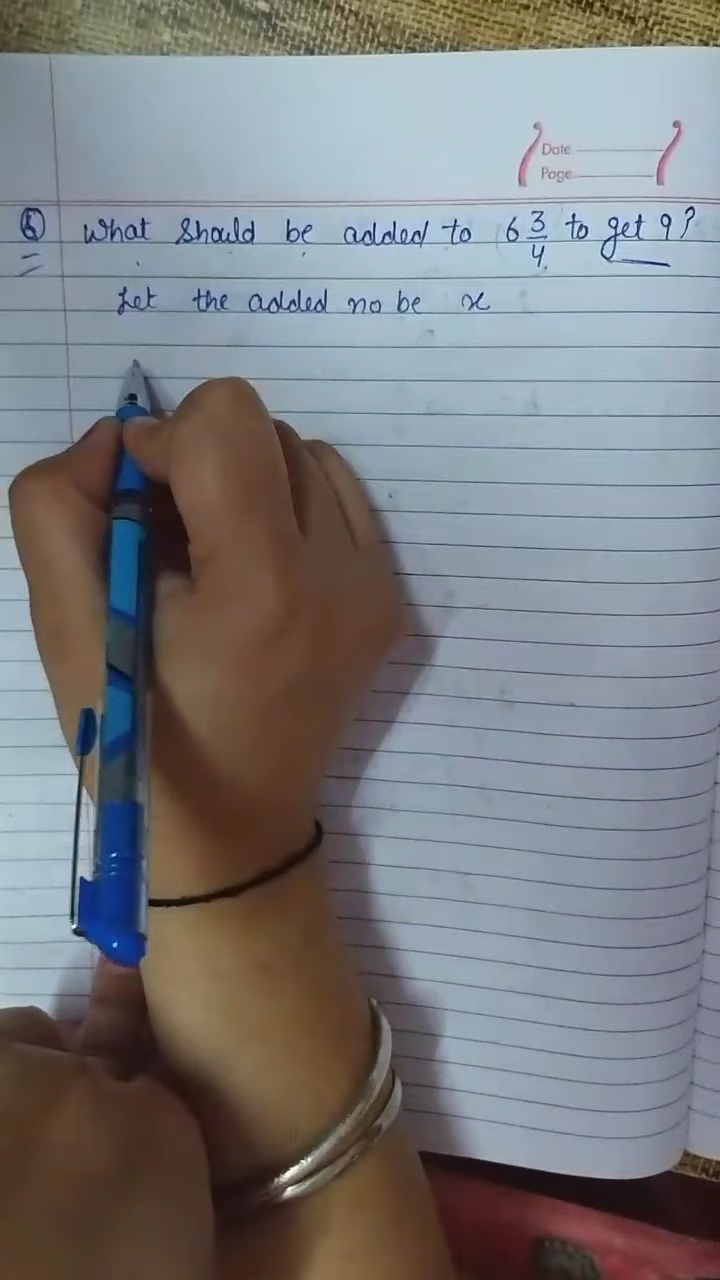 Date
Page
6 What should be added to 6 3/4 to get 9?
Let the added no be x